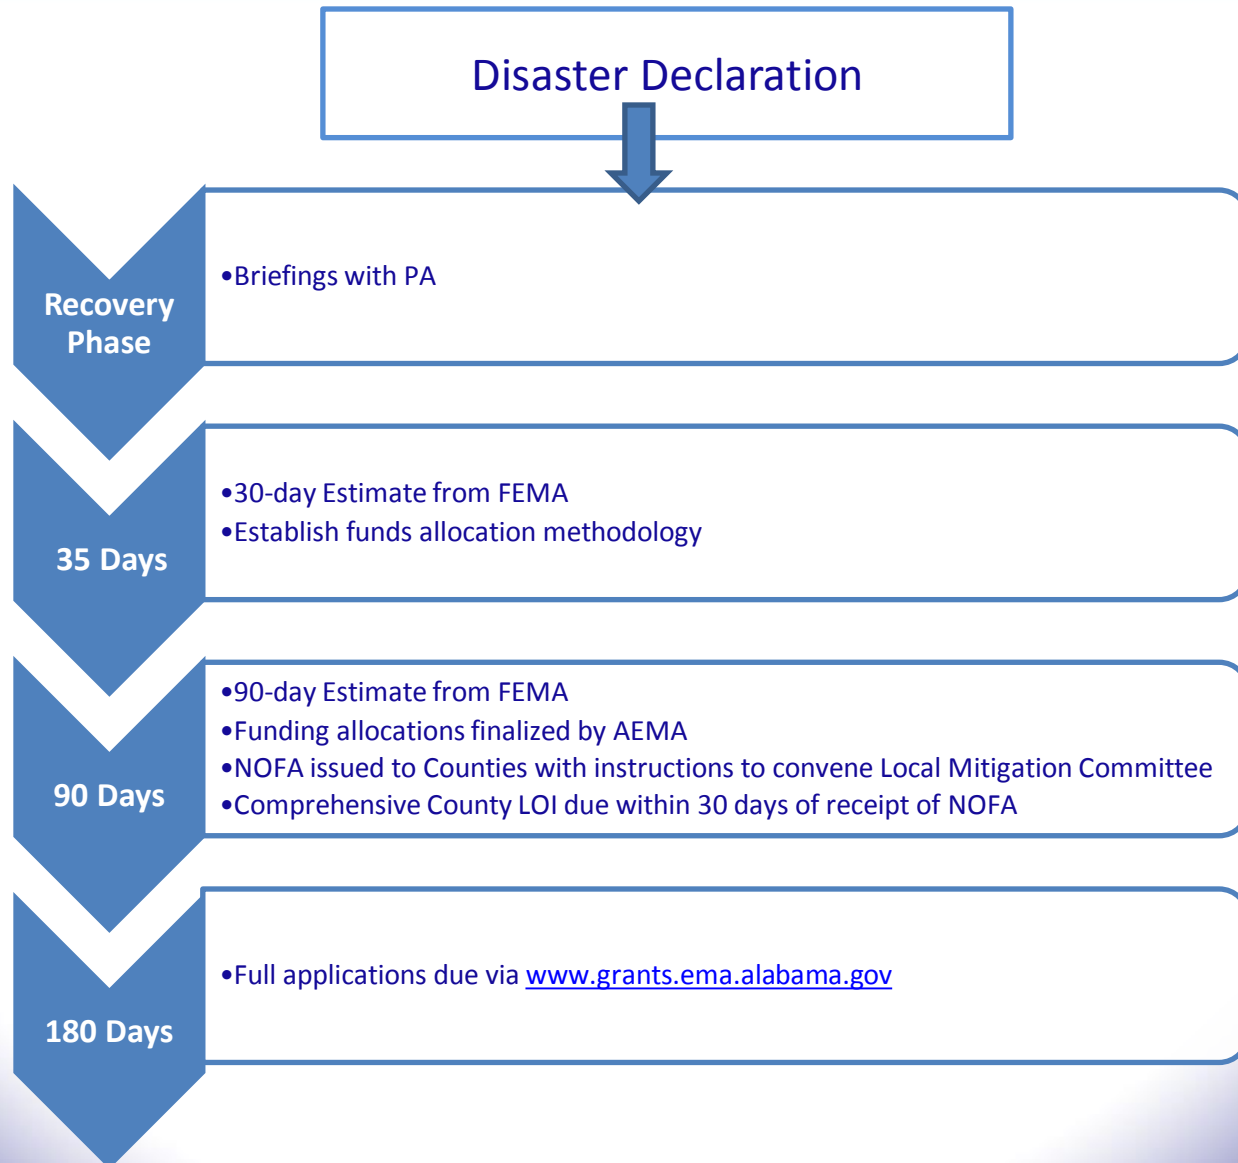 Disaster Declaration
Recovery
Phase
•Briefings with PA
35 Days
•30-day Estimate from FEMA
•Establish funds allocation methodology
90 Days
•90-day Estimate from FEMA
•Funding allocations finalized by AEMA
•NOFA issued to Counties with instructions to convene Local Mitigation Committee
•Comprehensive County LOI due within 30 days of receipt of NOFA
180 Days
•Full applications due via www.grants.ema.alabama.gov